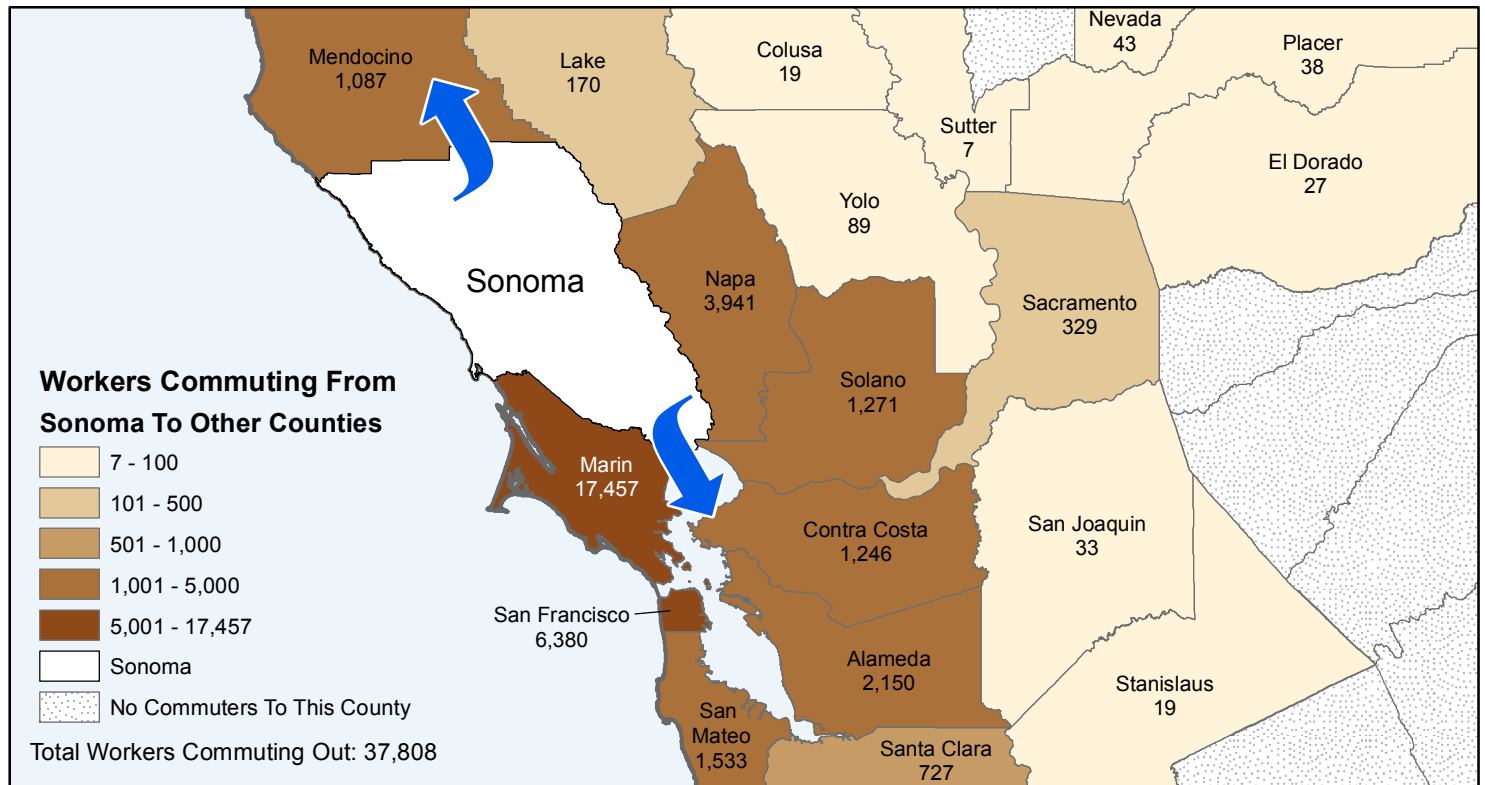 Mendocino
1,087
Lake
170
Colusa
19
Nevada
43
Placer
38
Sutter
7
El Dorado
27
Yolo
89
Sonoma
Napa
3,941
Sacramento
329
Solano
1,271
Marin
17,457
Contra Costa
1,246
San Joaquin
33
San Francisco
6,380
Alameda
2,150
Stanislaus
19
San
Mateo
1,533
Santa Clara
727
Workers Commuting From
Sonoma To Other Counties
7 - 100
101 - 500
501 - 1,000
1,001 - 5,000
5,001 - 17,457
Sonoma
No Commuters To This County
Total Workers Commuting Out: 37,808